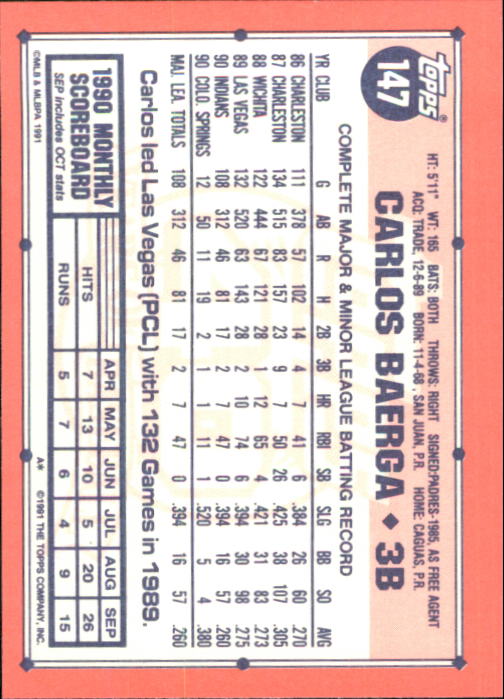 topps®
147
HT: 5'11" WT: 165 BATS: BOTH THROWS: RIGHT SIGNED: PADRES-1985, AS FREE AGENT
ACQ: TRADE, 12-6-89 BORN: 11-4-68, SAN JUAN, P.R. HOME: CAGUAS, P.R.
CARLOS BAERGA ◆ 3B
COMPLETE MAJOR & MINOR LEAGUE BATTING RECORD
YR CLUB G AB R H 2B 3B HR RBI SB SLG BB SO AVG
86 CHARLESTON 111 378 57 102 14 4 7 41 6 .384 26 60 .270
87 CHARLESTON 134 515 83 157 23 9 7 50 26 .425 38 107 .305
88 WICHITA 122 444 67 121 28 1 12 65 4 .421 31 83 .273
89 LAS VEGAS 132 520 63 143 28 2 10 74 6 .394 30 98 .275
90 INDIANS 108 312 46 81 17 2 7 47 0 .394 16 57 .260
90 COLO. SPRINGS 12 50 11 19 2 1 1 11 1 .520 5 4 .380
MAJ. LEA. TOTALS 108 312 46 81 17 2 7 47 0 .394 16 57 .260
Carlos led Las Vegas (PCL) with 132 Games in 1989.
1990 MONTHLY
SCOREBOARD
SEP includes OCT stats
APR MAY JUN JUL AUG SEP
HITS 7 13 10 5 20 26
RUNS 5 7 6 4 9 15
©MLB & MLBPA 1991
A* ©1991 THE TOPPS COMPANY, INC.